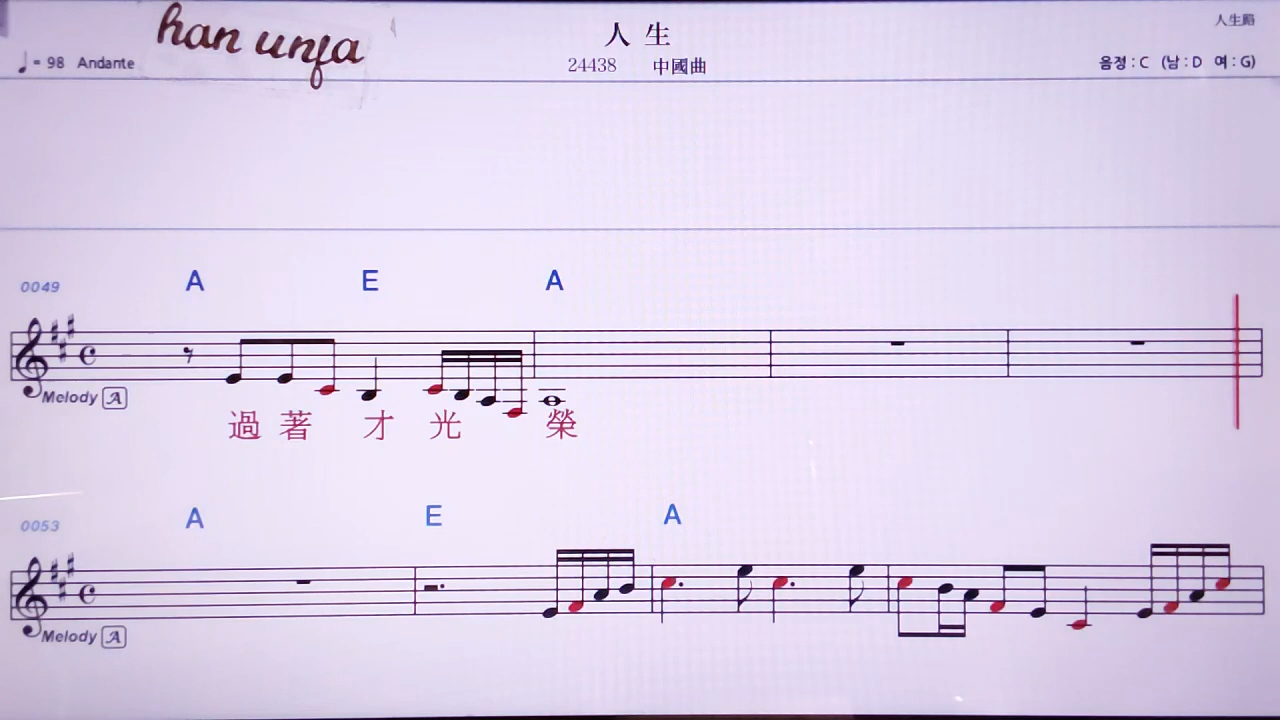 han unfa
人生
人生路
♩= 98 Andante
24438 中國曲
음정 : C (남 : D 여 : G)
A E A
0049
Melody A
過著 才 光 榮
A E A
0053
Melody A